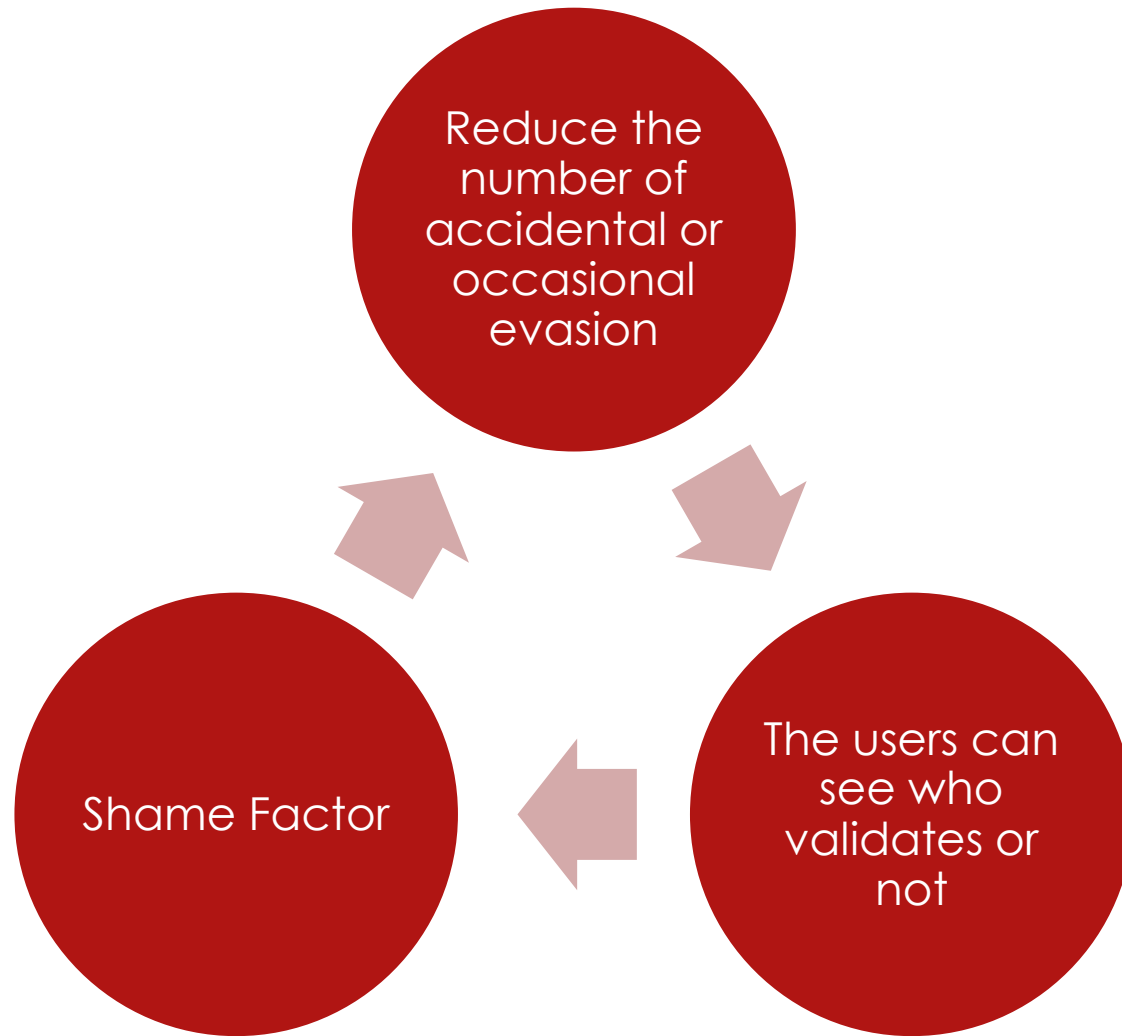 Reduce the
number of
accidental or
occasional
evasion
The users can
see who
validates or
not
Shame Factor